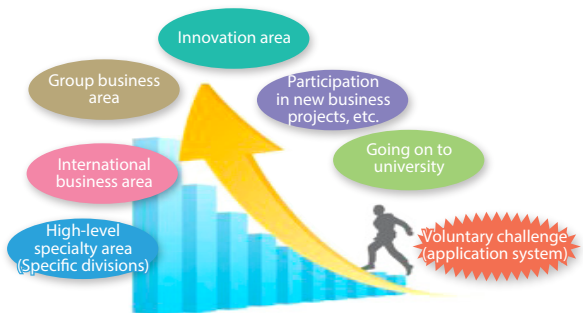 Innovation area
Group business
area
Participation
in new business
projects, etc.
Going on to
university
International
business area
High-level
specialty area
(Specific divisions)
Voluntary challenge
(application system)